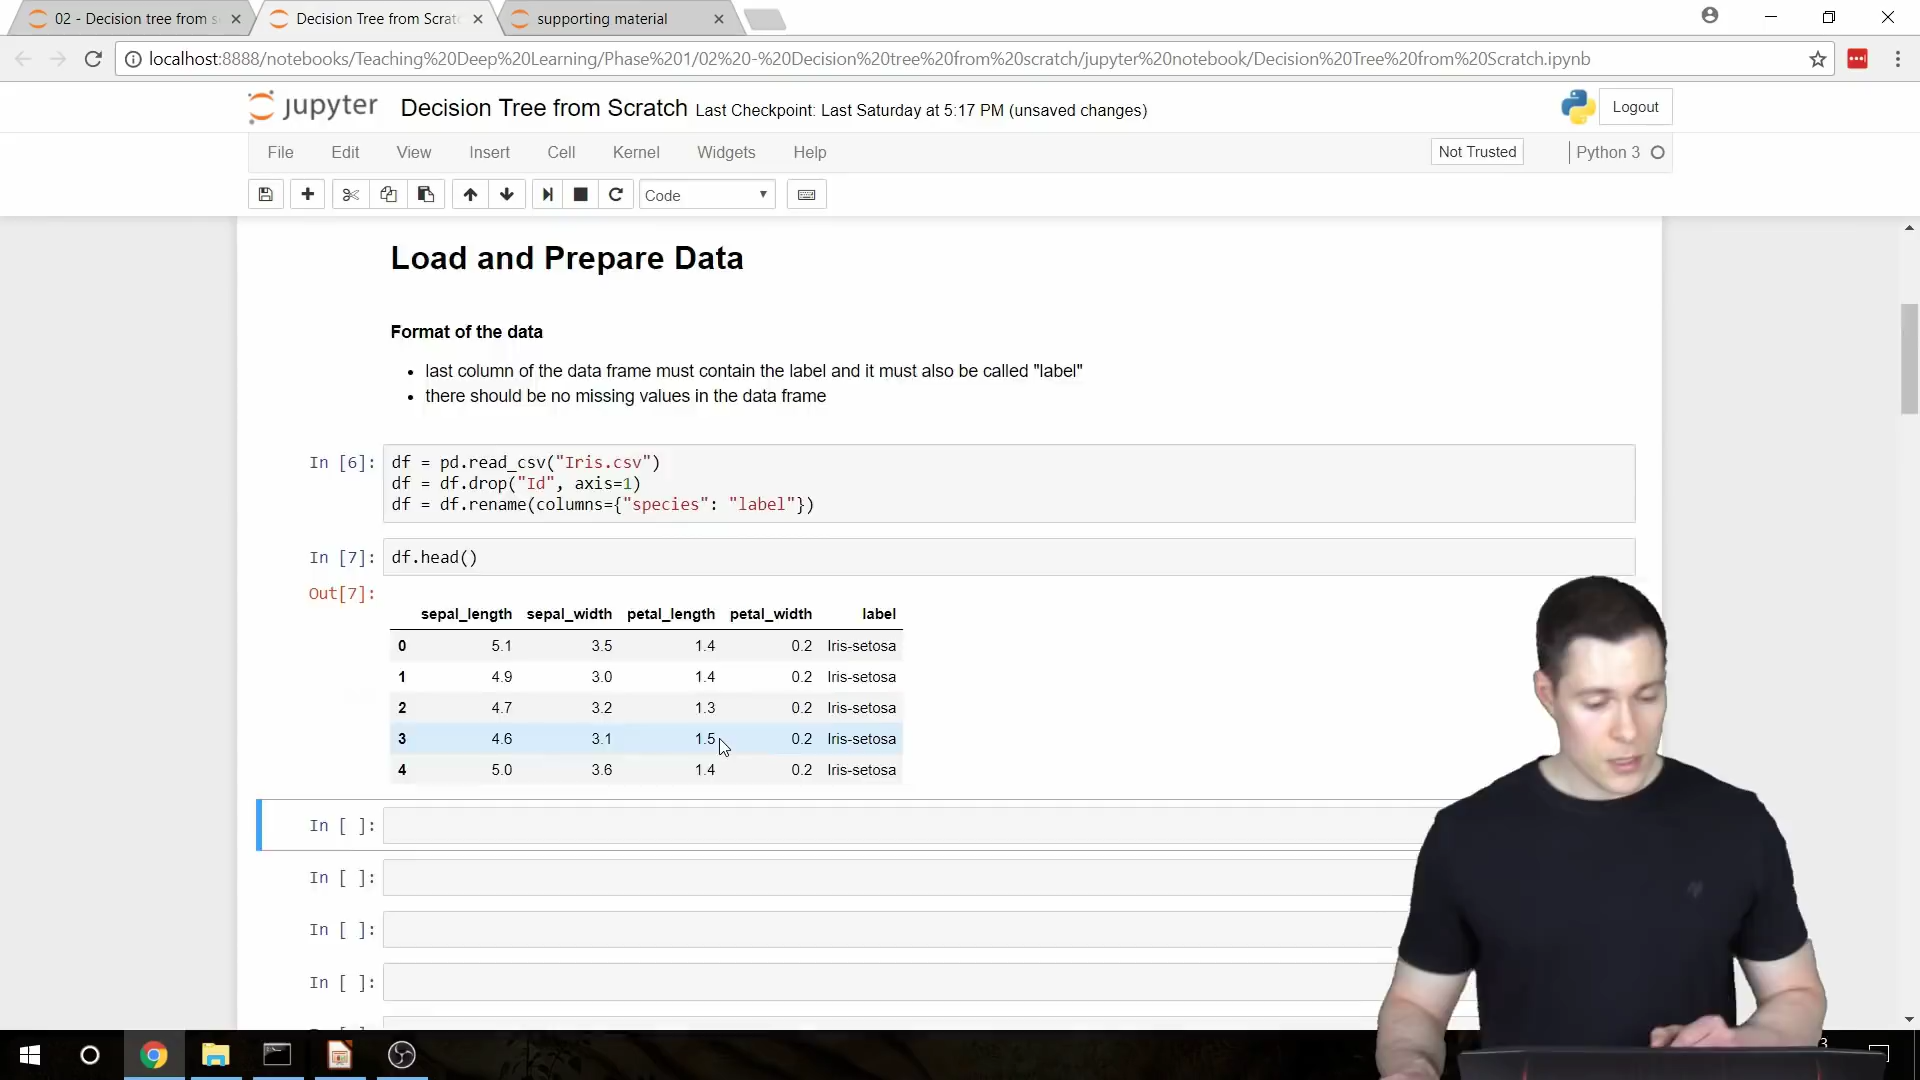 02 - Decision tree from s
Decision Tree from Scratc
supporting material
localhost:8888/notebooks/Teaching%20Deep%20Learning/Phase%201/02%20-%20Decision%20tree%20from%20scratch/jupyter%20notebook/Decision%20Tree%20from%20Scratch.ipynb
jupyter Decision Tree from Scratch Last Checkpoint: Last Saturday at 5:17 PM (unsaved changes)
Logout
File Edit View Insert Cell Kernel Widgets Help
Not Trusted
Python 3
Code
Load and Prepare Data
Format of the data
• last column of the data frame must contain the label and it must also be called "label"
• there should be no missing values in the data frame
In [6]: df = pd.read_csv("Iris.csv")
df = df.drop("Id", axis=1)
df = df.rename(columns={"species": "label"})
In [7]: df.head()
Out[7]:
sepal_length sepal_width petal_length petal_width label
0 5.1 3.5 1.4 0.2 Iris-setosa
1 4.9 3.0 1.4 0.2 Iris-setosa
2 4.7 3.2 1.3 0.2 Iris-setosa
3 4.6 3.1 1.5 0.2 Iris-setosa
4 5.0 3.6 1.4 0.2 Iris-setosa
In [ ]:
In [ ]:
In [ ]:
In [ ]: